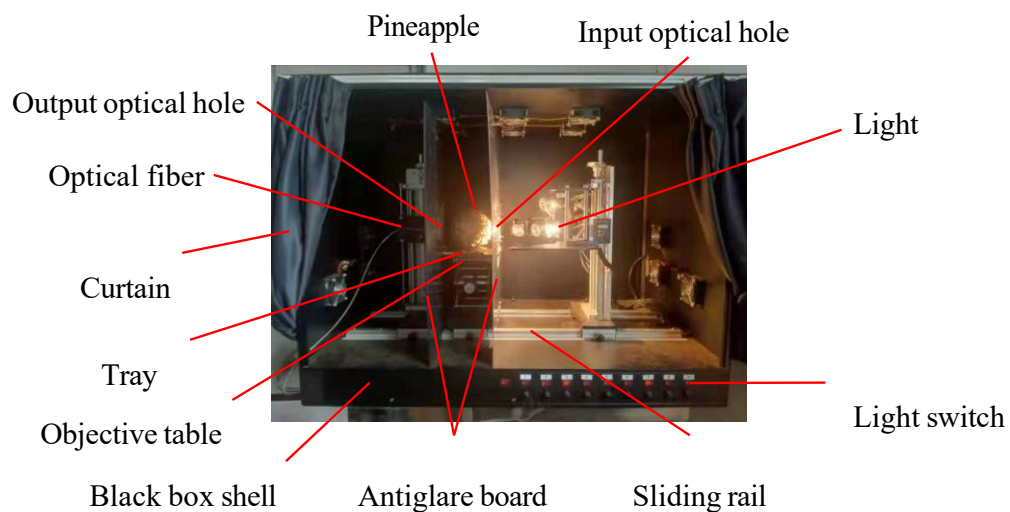 Pineapple
Input optical hole
Output optical hole
Light
Optical fiber
Curtain
Tray
Light switch
Objective table
Black box shell
Antiglare board
Sliding rail